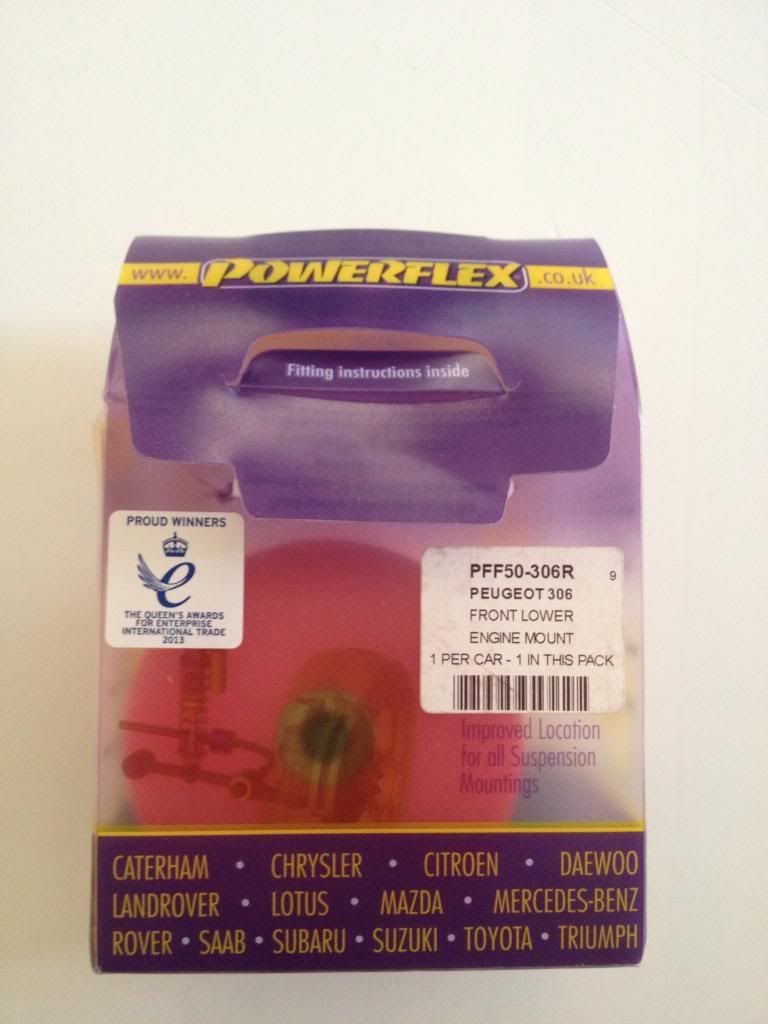 www. POWERFLEX .co.uk
Fitting instructions inside
PROUD WINNERS
e
THE QUEEN'S AWARDS
FOR ENTERPRISE
INTERNATIONAL TRADE
2013
PFF50-306R 9
PEUGEOT 306
FRONT LOWER
ENGINE MOUNT
1 PER CAR - 1 IN THIS PACK
Improved Location
for all Suspension
Mountings
CATERHAM • CHRYSLER • CITROEN • DAEWOO
LANDROVER • LOTUS • MAZDA • MERCEDES-BENZ
ROVER • SAAB • SUBARU • SUZUKI • TOYOTA • TRIUMPH